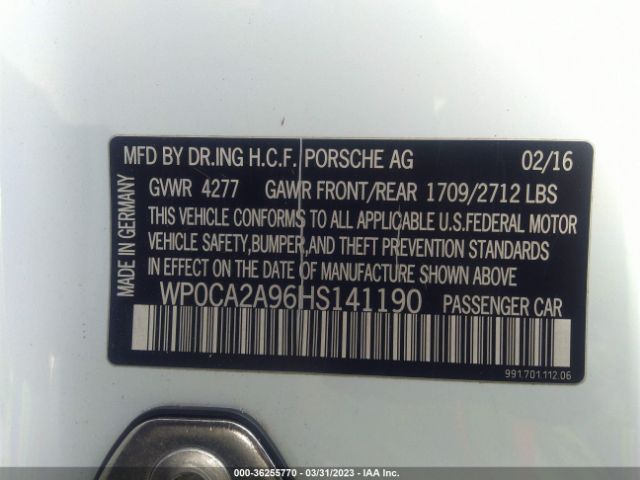 MFD BY DR.ING H.C.F. PORSCHE AG 02/16
GVWR 4277 GAWR FRONT/REAR 1709/2712 LBS
THIS VEHICLE CONFORMS TO ALL APPLICABLE U.S.FEDERAL MOTOR
VEHICLE SAFETY,BUMPER,AND THEFT PREVENTION STANDARDS
IN EFFECT ON THE DATE OF MANUFACTURE SHOWN ABOVE
WP0CA2A96HS141190 PASSENGER CAR
MADE IN GERMANY
991.701.112.06
000-36255770 - 03/31/2023 - IAA Inc.